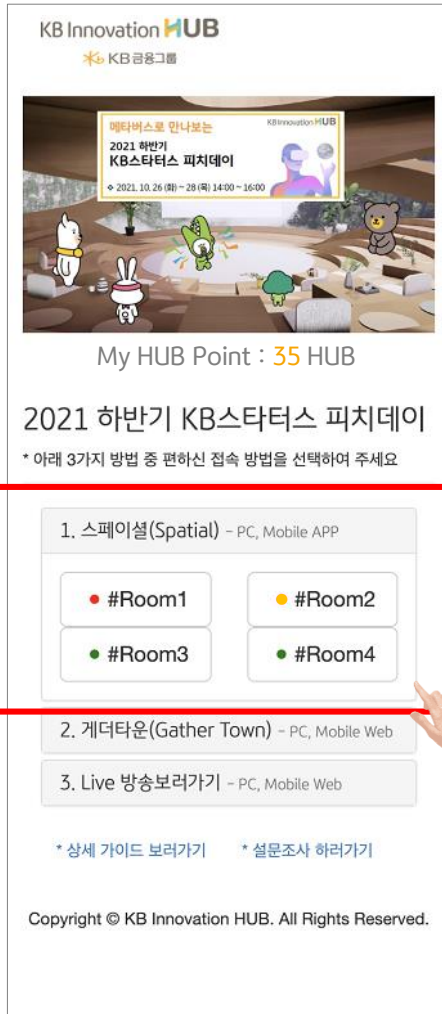 KB Innovation HUB
KB금융그룹
메타버스로 만나보는
KB Innovation HUB
2021 하반기
KB스타터스 피치데이
❖ 2021. 10. 26 (화) ~ 28 (목) 14:00 ~ 16:00
My HUB Point : 35 HUB
2021 하반기 KB스타터스 피치데이
* 아래 3가지 방법 중 편하신 접속 방법을 선택하여 주세요
1. 스페이셜(Spatial) - PC, Mobile APP
#Room1
#Room2
#Room3
#Room4
2. 게더타운(Gather Town) - PC, Mobile Web
3. Live 방송보러가기 - PC, Mobile Web
* 상세 가이드 보러가기 * 설문조사 하러가기
Copyright © KB Innovation HUB. All Rights Reserved.